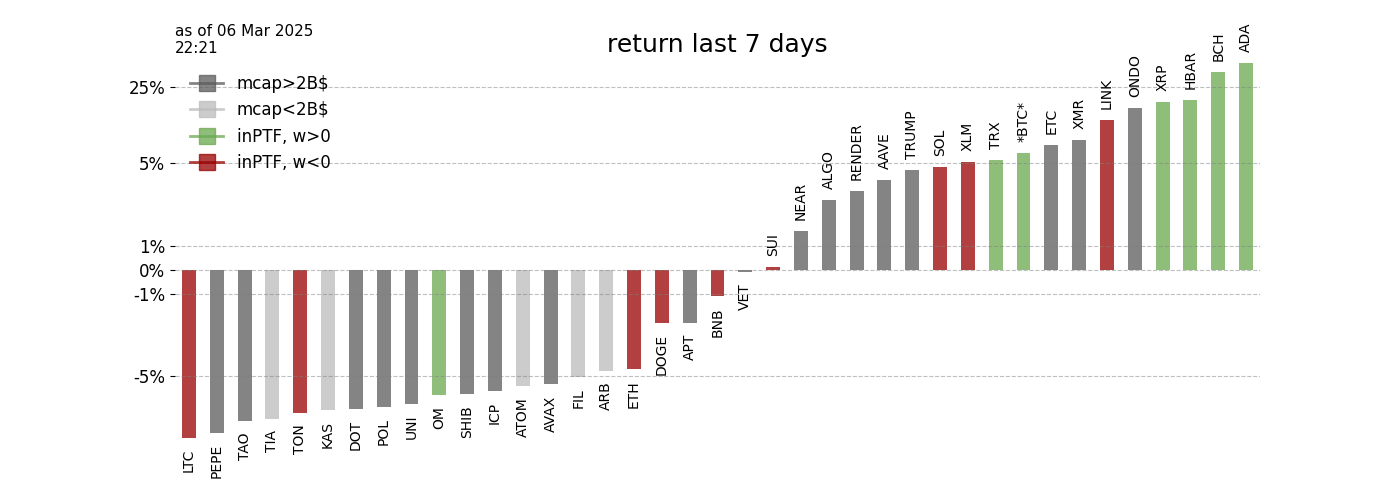 as of 06 Mar 2025
22:21
return last 7 days
mcap>2B$
mcap<2B$
inPTF, w>0
inPTF, w<0
25%
5%
1%
0%
-1%
-5%
LTC
PEPE
TAO
TIA
TON
KAS
DOT
POL
UNI
OM
SHIB
ICP
ATOM
AVAX
FIL
ARB
ETH
DOGE
APT
BNB
VET
SUI
NEAR
ALGO
RENDER
AAVE
TRUMP
SOL
XLM
TRX
*BTC*
ETC
XMR
LINK
ONDO
XRP
HBAR
BCH
ADA